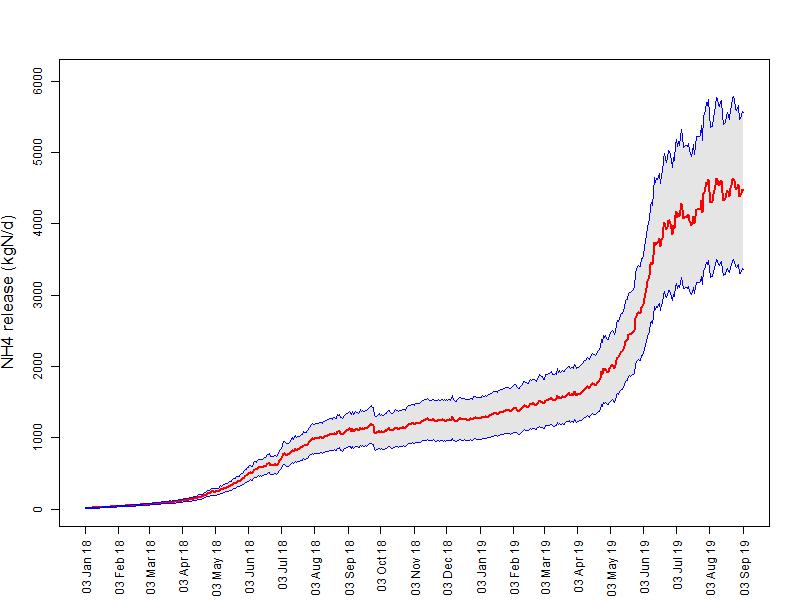 NH4 release (kgN/d)
6000
5000
4000
3000
2000
1000
0
03 Jan 18
03 Feb 18
03 Mar 18
03 Apr 18
03 May 18
03 Jun 18
03 Jul 18
03 Aug 18
03 Sep 18
03 Oct 18
03 Nov 18
03 Dec 18
03 Jan 19
03 Feb 19
03 Mar 19
03 Apr 19
03 May 19
03 Jun 19
03 Jul 19
03 Aug 19
03 Sep 19